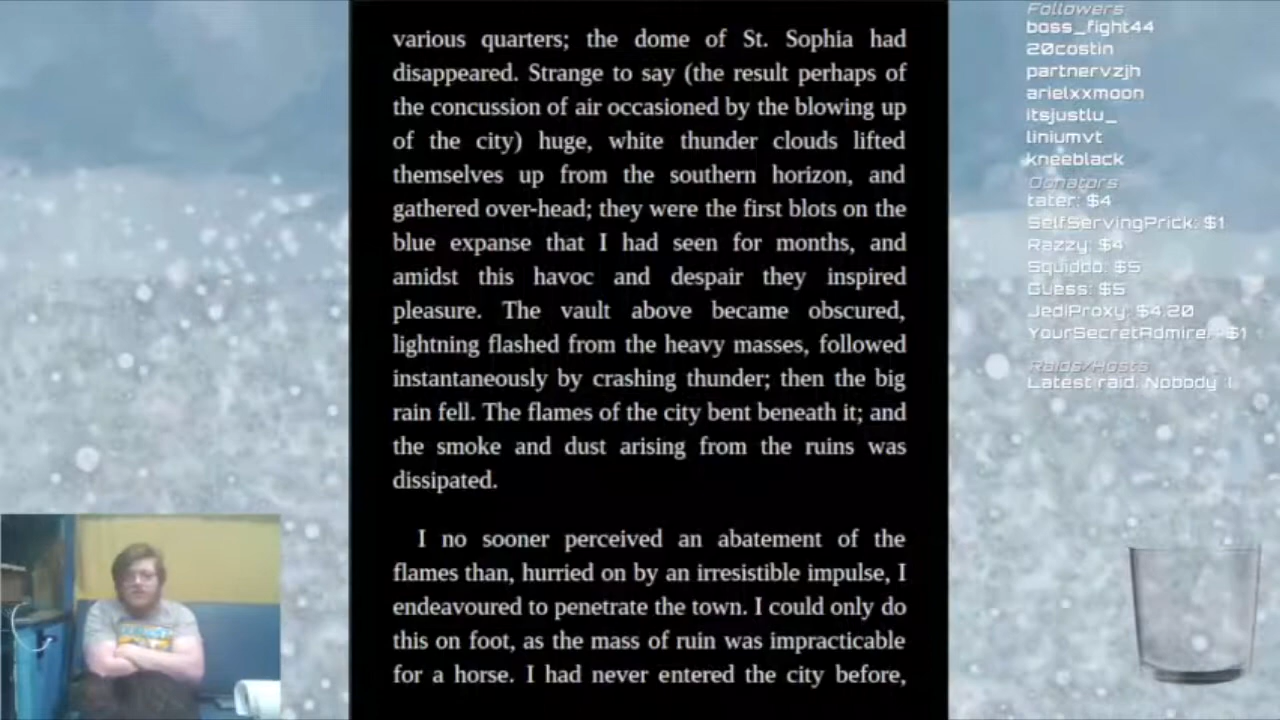 various quarters; the dome of St. Sophia had
disappeared. Strange to say (the result perhaps of
the concussion of air occasioned by the blowing up
of the city) huge, white thunder clouds lifted
themselves up from the southern horizon, and
gathered over-head; they were the first blots on the
blue expanse that I had seen for months, and
amidst this havoc and despair they inspired
pleasure. The vault above became obscured,
lightning flashed from the heavy masses, followed
instantaneously by crashing thunder; then the big
rain fell. The flames of the city bent beneath it; and
the smoke and dust arising from the ruins was
dissipated.
I no sooner perceived an abatement of the
flames than, hurried on by an irresistible impulse, I
endeavoured to penetrate the town. I could only do
this on foot, as the mass of ruin was impracticable
for a horse. I had never entered the city before,
Followers
boss_fight44
20costin
partnervzjh
arielxxmoon
itsjustlu_
liniumvt
kneeblack
Donators
tater: $4
SelfServingPrick: $1
Razzy: $4
Squiddo: $5
Guess: $5
JediProxy: $4.20
YourSecretAdmire: $1
Raids/Hosts
Latest raid. Nobody :(